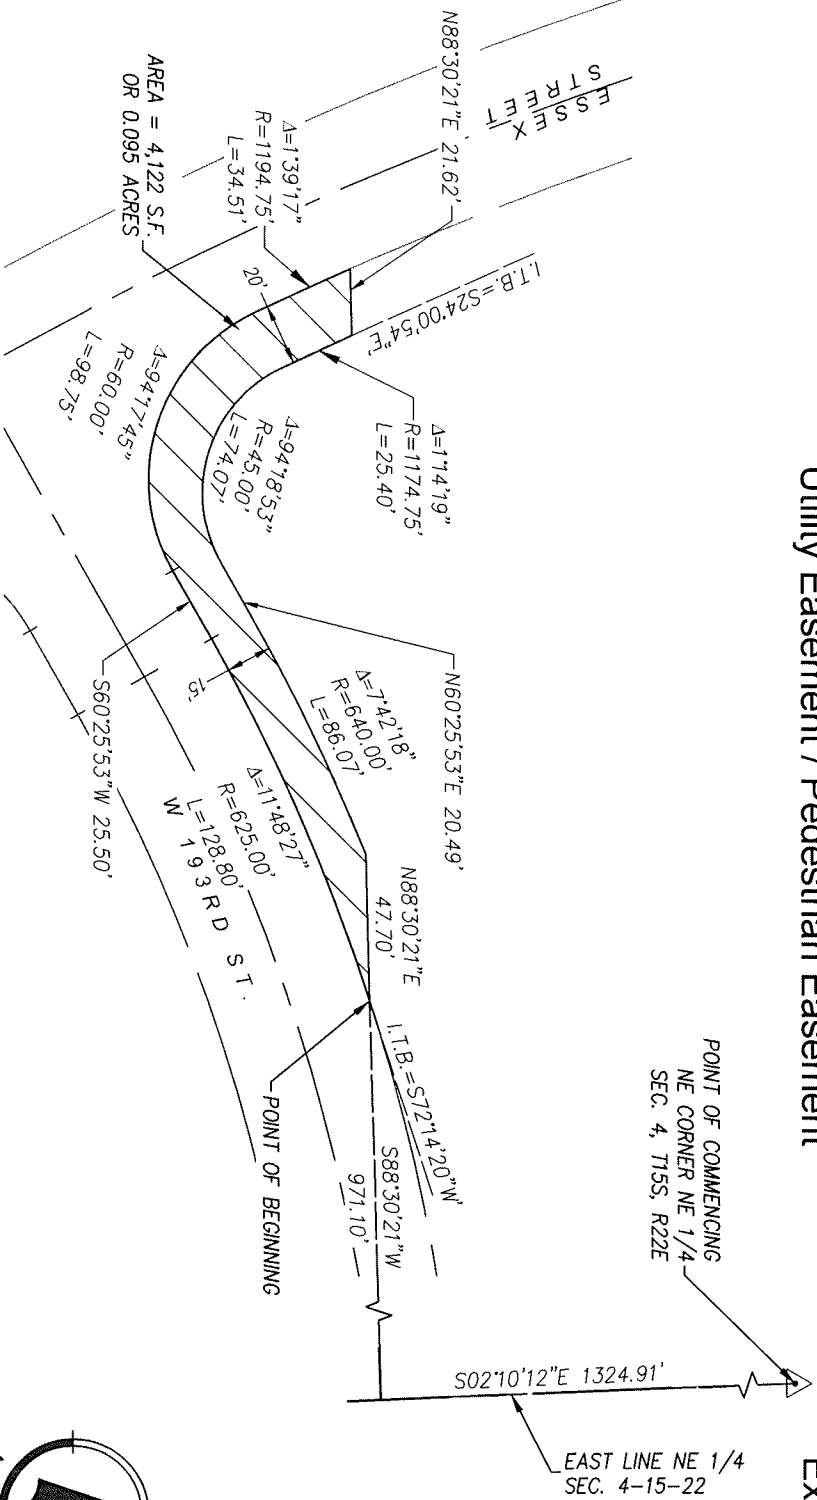 Utility Easement / Pedestrian Easement
Ex
N88°30'21"E 21.62'
ESSEX
STREET
Δ=1°39'17"
R=1194.75'
L=34.51'
AREA = 4,122 S.F.
OR 0.095 ACRES
20'
I.T.B.=S24°00'54"E
Δ=1°14'19"
R=1174.75'
L=25.40'
Δ=94°18'53"
R=45.00'
L=74.07'
Δ=94°17'45"
R=60.00'
L=98.75'
N60°25'53"E 20.49'
15'
S60°25'53"W 25.50'
Δ=7°42'18"
R=640.00'
L=86.07'
Δ=11°48'27"
R=625.00'
L=128.80'
W 193RD ST.
N88°30'21"E
47.70'
POINT OF BEGINNING
I.T.B.=S72°14'20"W
S88°30'21"W
971.10'
POINT OF COMMENCING
NE CORNER NE 1/4
SEC. 4, T15S, R22E
S02°10'12"E 1324.91'
EAST LINE NE 1/4
SEC. 4-15-22